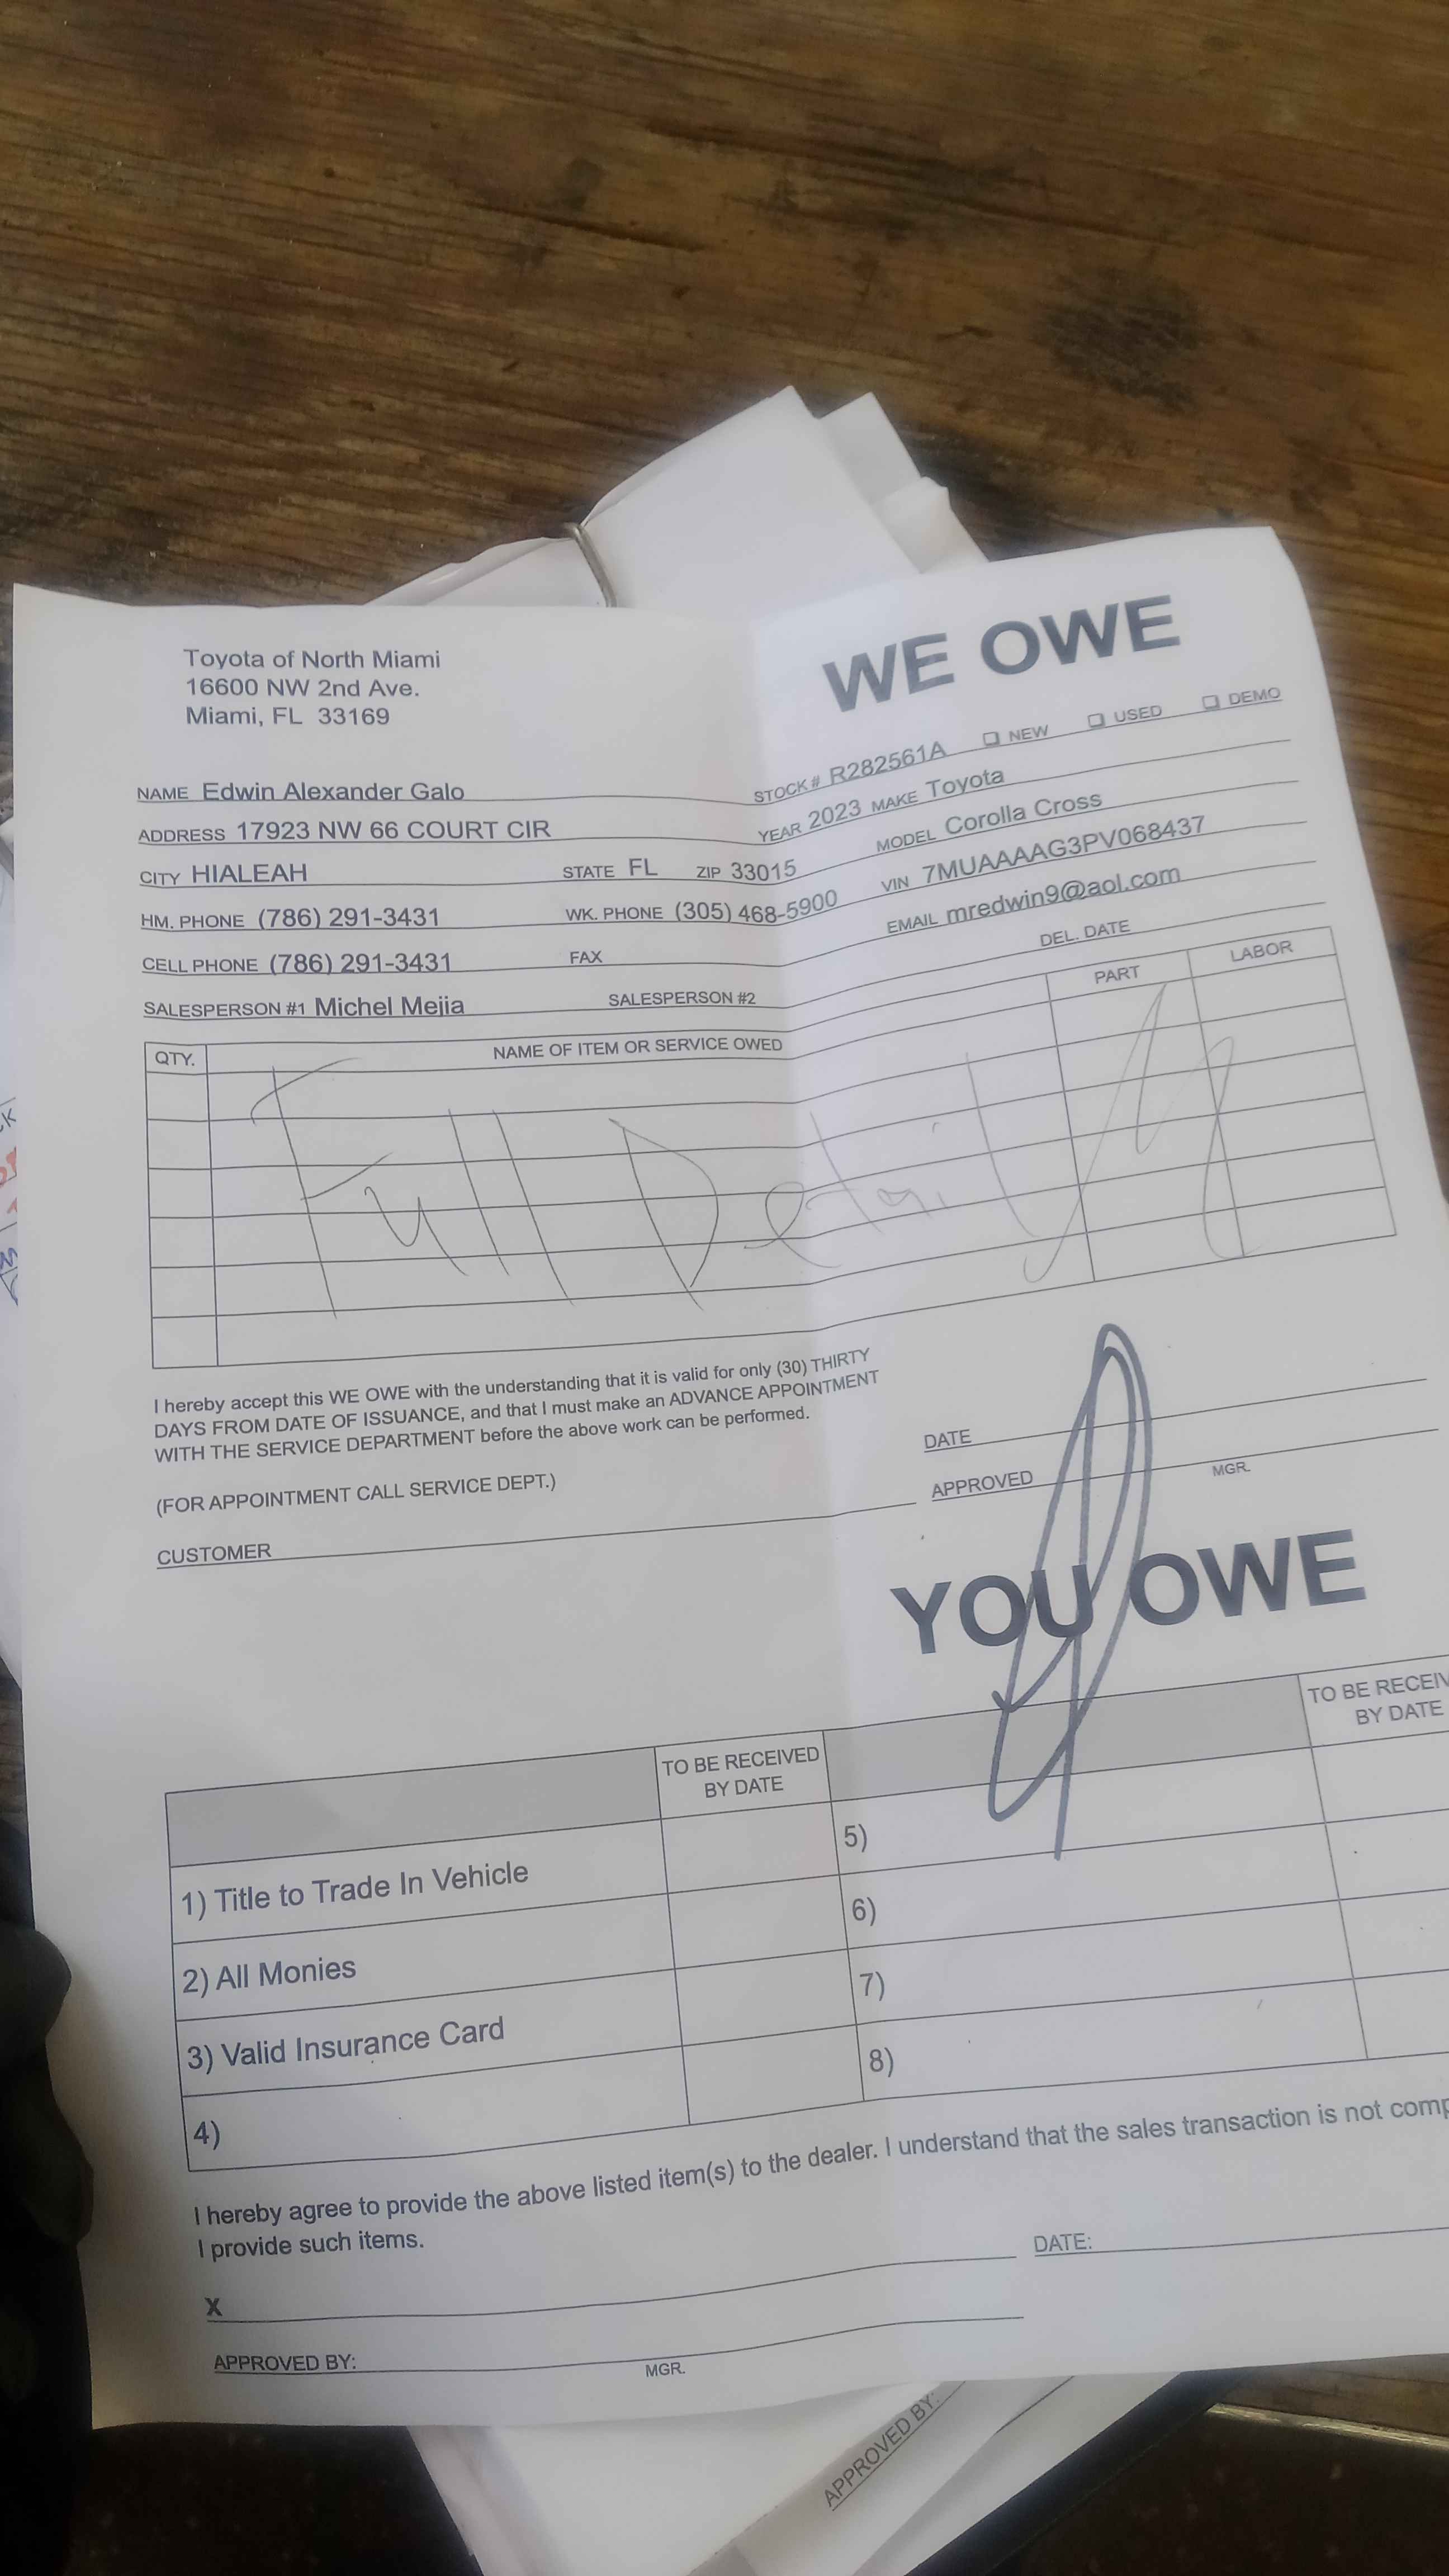 Toyota of North Miami
16600 NW 2nd Ave.
Miami, FL 33169
WE OWE
STOCK# R282561A ❑ NEW ❑ USED ❑ DEMO
NAME Edwin Alexander Galo
YEAR 2023 MAKE Toyota
ADDRESS 17923 NW 66 COURT CIR
MODEL Corolla Cross
CITY HIALEAH STATE FL ZIP 33015
VIN 7MUAAAAG3PV068437
HM. PHONE (786) 291-3431 WK. PHONE (305) 468-5900
EMAIL mredwin9@aol.com
CELL PHONE (786) 291-3431 FAX
DEL. DATE
SALESPERSON #1 Michel Mejia SALESPERSON #2
QTY. NAME OF ITEM OR SERVICE OWED PART LABOR
Full Detail
I hereby accept this WE OWE with the understanding that it is valid for only (30) THIRTY
DAYS FROM DATE OF ISSUANCE, and that I must make an ADVANCE APPOINTMENT
WITH THE SERVICE DEPARTMENT before the above work can be performed.
DATE
(FOR APPOINTMENT CALL SERVICE DEPT.)
APPROVED MGR.
CUSTOMER
YOU OWE
TO BE RECEIVED
BY DATE
TO BE RECEIV
BY DATE
1) Title to Trade In Vehicle
5)
2) All Monies
6)
3) Valid Insurance Card
7)
4)
8)
I hereby agree to provide the above listed item(s) to the dealer. I understand that the sales transaction is not comp
I provide such items.
X
DATE:
APPROVED BY: MGR.
APPROVED BY: